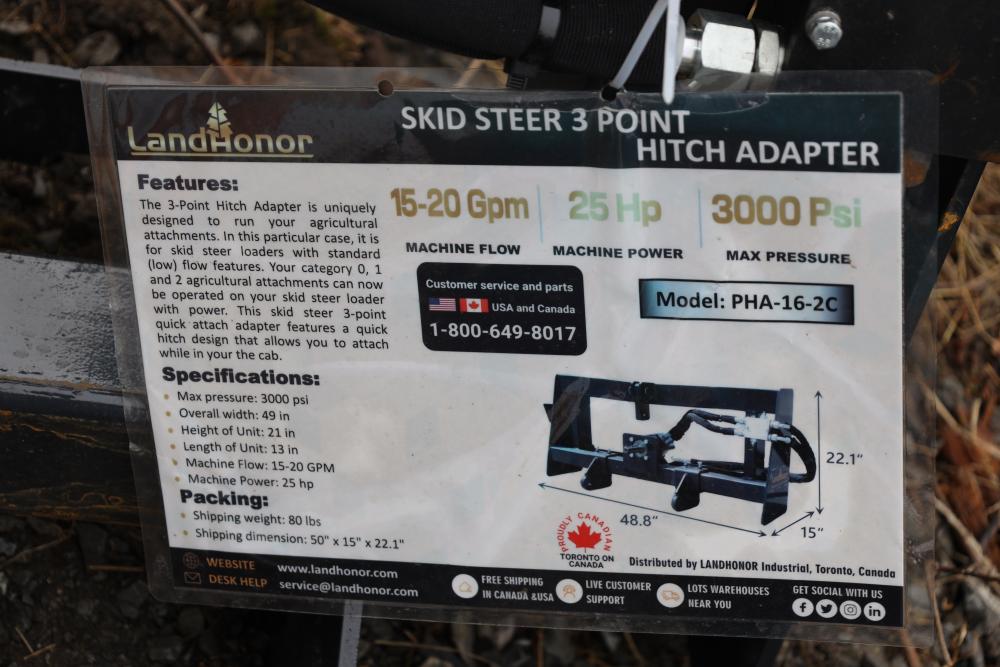 LandHonor
SKID STEER 3 POINT
HITCH ADAPTER
Features:
The 3-Point Hitch Adapter is uniquely
designed to run your agricultural
attachments. In this particular case, it is
for skid steer loaders with standard
(low) flow features. Your category 0, 1
and 2 agricultural attachments can now
be operated on your skid steer loader
with power. This skid steer 3-point
quick attach adapter features a quick
hitch design that allows you to attach
while in your the cab.
15-20 Gpm
MACHINE FLOW
25 Hp
MACHINE POWER
3000 Psi
MAX PRESSURE
Customer service and parts
USA and Canada
1-800-649-8017
Model: PHA-16-2C
Specifications:
• Max pressure: 3000 psi
• Overall width: 49 in
• Height of Unit: 21 in
• Length of Unit: 13 in
• Machine Flow: 15-20 GPM
• Machine Power: 25 hp
Packing:
• Shipping weight: 80 lbs
• Shipping dimension: 50" x 15" x 22.1"
22.1"
48.8"
15"
PROUDLY CANADIAN
TORONTO ON
CANADA
Distributed by LANDHONOR Industrial, Toronto, Canada
WEBSITE www.landhonor.com
DESK HELP service@landhonor.com
FREE SHIPPING
IN CANADA &USA
LIVE CUSTOMER
SUPPORT
LOTS WAREHOUSES
NEAR YOU
GET SOCIAL WITH US